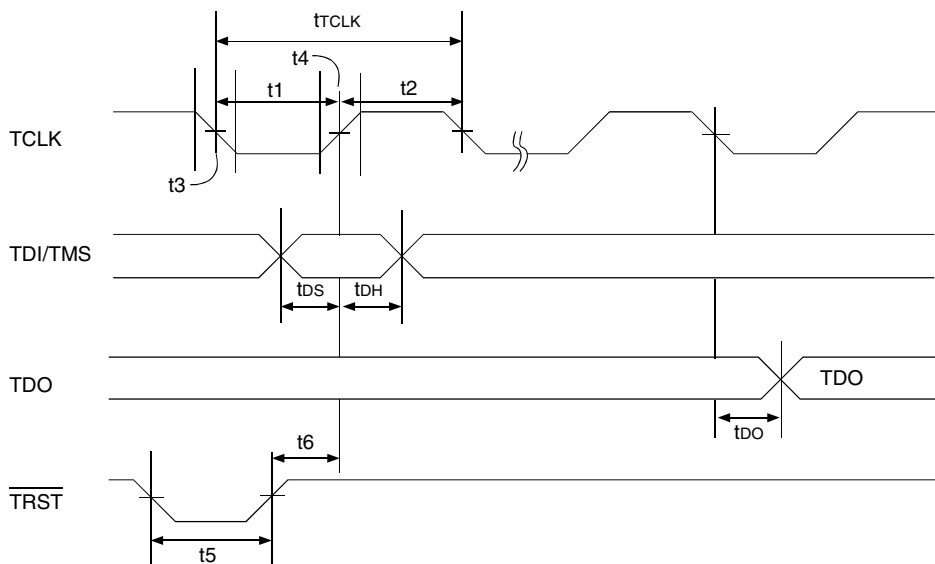 tTCLK
t4
t1
t2
TCLK
t3
TDI/TMS
tDS
tDH
TDO
TDO
tDO
t6
TRST
t5